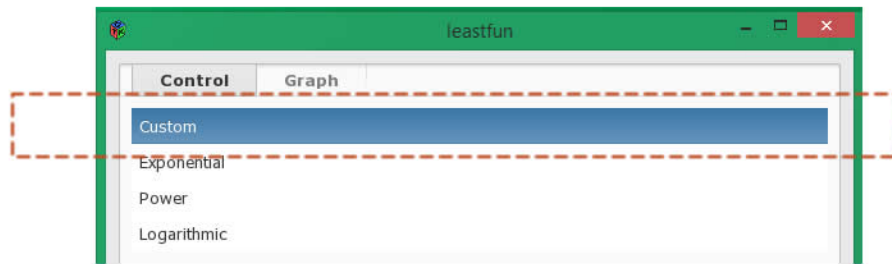 leastfun
Control Graph
Custom
Exponential
Power
Logarithmic